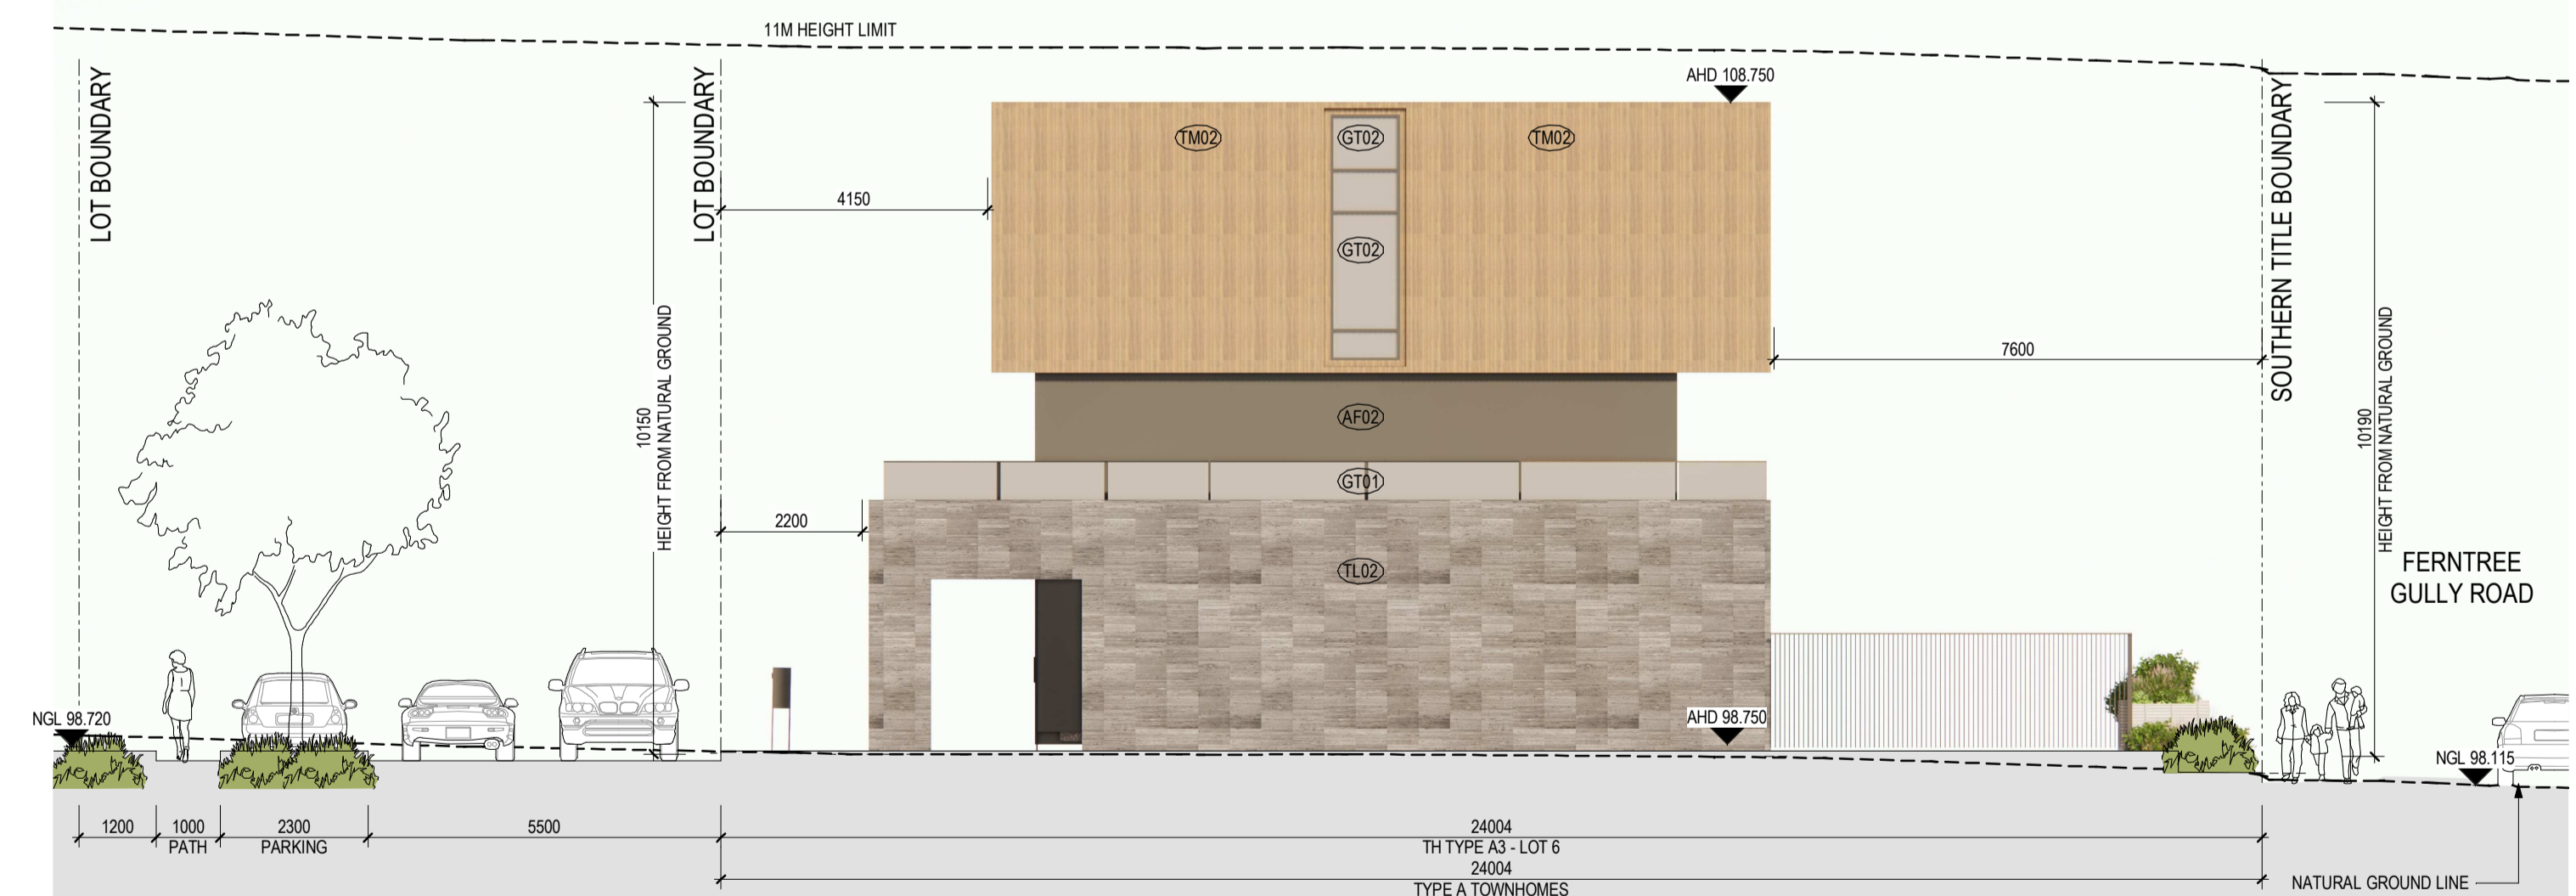 11M HEIGHT LIMIT
LOT BOUNDARY
LOT BOUNDARY
SOUTHERN TITLE BOUNDARY
AHD 108.750
TM02
GT02
TM02
4150
GT02
7600
10150
HEIGHT FROM NATURAL GROUND
10190
HEIGHT FROM NATURAL GROUND
AF02
GT01
2200
TL02
FERNTREE
GULLY ROAD
NGL 98.720
AHD 98.750
NGL 98.115
1200
1000
PATH
2300
PARKING
5500
24004
TH TYPE A3 - LOT 6
24004
TYPE A TOWNHOMES
NATURAL GROUND LINE